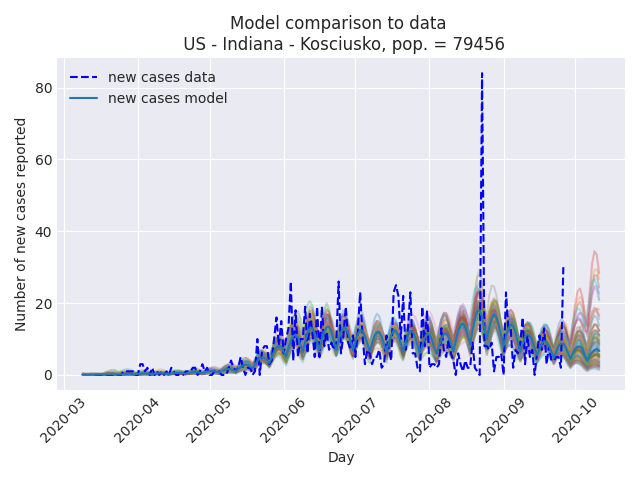 Model comparison to data
US - Indiana - Kosciusko, pop. = 79456
new cases data
new cases model
Number of new cases reported
80
60
40
20
0
2020-03
2020-04
2020-05
2020-06
2020-07
2020-08
2020-09
2020-10
Day